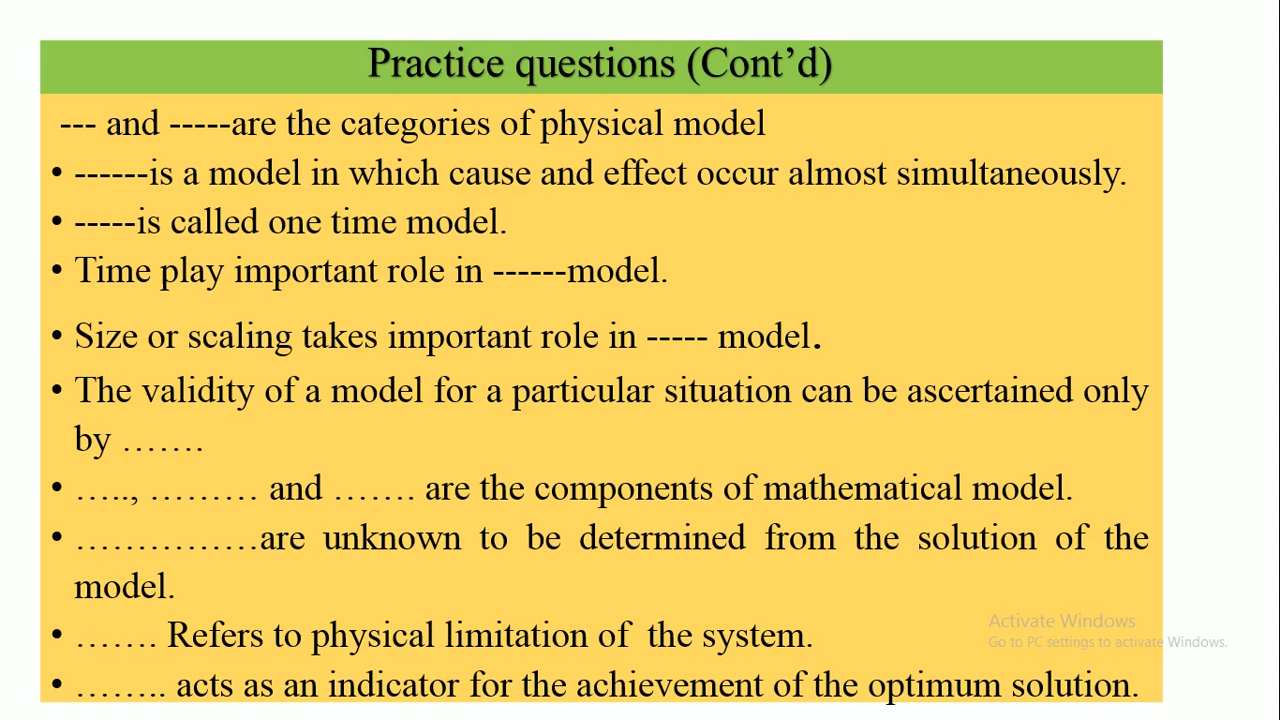 Practice questions (Cont’d)
--- and -----are the categories of physical model
• ------is a model in which cause and effect occur almost simultaneously.
• -----is called one time model.
• Time play important role in ------model.
• Size or scaling takes important role in ----- model.
• The validity of a model for a particular situation can be ascertained only
by …….
• ….., ……… and ……. are the components of mathematical model.
• ……………are unknown to be determined from the solution of the
model.
• ……. Refers to physical limitation of the system.
• …….. acts as an indicator for the achievement of the optimum solution.
Activate Windows
Go to PC settings to activate Windows.